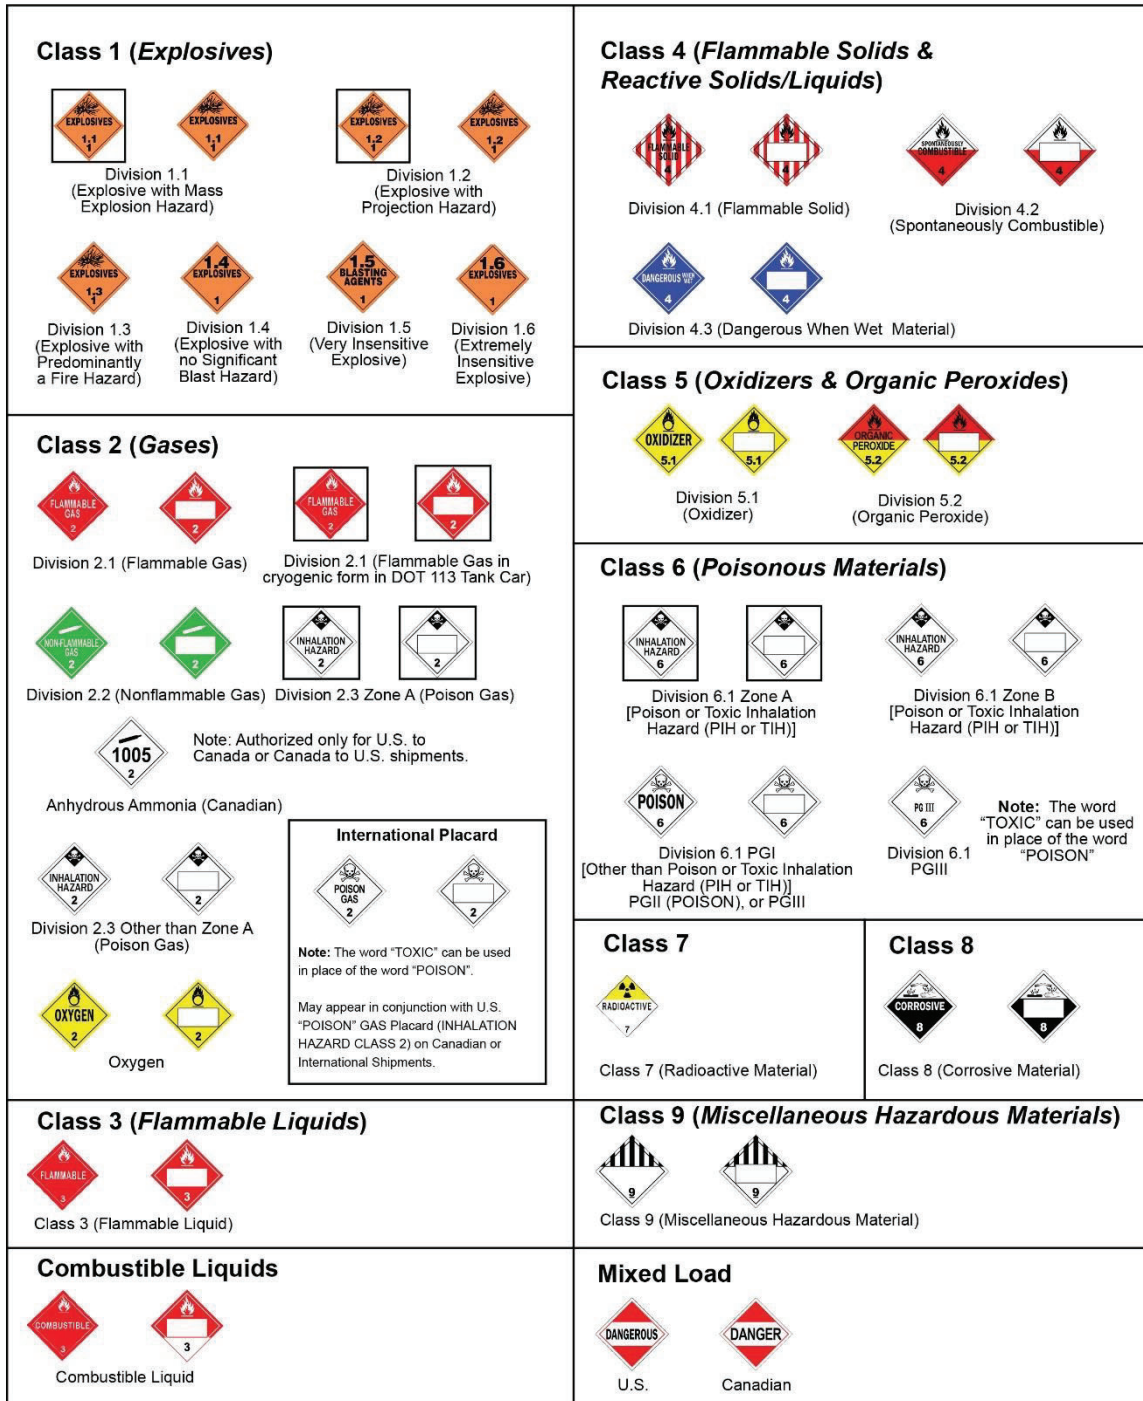 Class 1 (Explosives)
EXPLOSIVES
1.1
1
EXPLOSIVES
1.1
1
Division 1.1
(Explosive with Mass
Explosion Hazard)
EXPLOSIVES
1.2
1
EXPLOSIVES
1.2
1
Division 1.2
(Explosive with
Projection Hazard)
EXPLOSIVES
1.3
1
Division 1.3
(Explosive with
Predominantly
a Fire Hazard)
1.4
EXPLOSIVES
1
Division 1.4
(Explosive with
no Significant
Blast Hazard)
1.5
BLASTING
AGENTS
1
Division 1.5
(Very Insensitive
Explosive)
1.6
EXPLOSIVES
1
Division 1.6
(Extremely
Insensitive
Explosive)
Class 2 (Gases)
FLAMMABLE
GAS
2
2
Division 2.1 (Flammable Gas)
FLAMMABLE
GAS
2
2
Division 2.1 (Flammable Gas in
cryogenic form in DOT 113 Tank Car)
NON-FLAMMABLE
GAS
2
2
Division 2.2 (Nonflammable Gas)
INHALATION
HAZARD
2
2
Division 2.3 Zone A (Poison Gas)
1005
2
Note: Authorized only for U.S. to
Canada or Canada to U.S. shipments.
Anhydrous Ammonia (Canadian)
INHALATION
HAZARD
2
2
Division 2.3 Other than Zone A
(Poison Gas)
OXYGEN
2
2
Oxygen
International Placard
POISON
GAS
2
2
Note: The word “TOXIC” can be used
in place of the word “POISON”.
May appear in conjunction with U.S.
“POISON” GAS Placard (INHALATION
HAZARD CLASS 2) on Canadian or
International Shipments.
Class 3 (Flammable Liquids)
FLAMMABLE
3
3
Class 3 (Flammable Liquid)
Combustible Liquids
COMBUSTIBLE
3
3
Combustible Liquid
Class 4 (Flammable Solids &
Reactive Solids/Liquids)
FLAMMABLE
SOLID
4
4
Division 4.1 (Flammable Solid)
SPONTANEOUSLY
COMBUSTIBLE
4
4
Division 4.2
(Spontaneously Combustible)
DANGEROUS WHEN WET
4
4
Division 4.3 (Dangerous When Wet Material)
Class 5 (Oxidizers & Organic Peroxides)
OXIDIZER
5.1
5.1
Division 5.1
(Oxidizer)
ORGANIC
PEROXIDE
5.2
5.2
Division 5.2
(Organic Peroxide)
Class 6 (Poisonous Materials)
INHALATION
HAZARD
6
6
Division 6.1 Zone A
[Poison or Toxic Inhalation
Hazard (PIH or TIH)]
INHALATION
HAZARD
6
6
Division 6.1 Zone B
[Poison or Toxic Inhalation
Hazard (PIH or TIH)]
POISON
6
6
Division 6.1 PGI
[Other than Poison or Toxic Inhalation
Hazard (PIH or TIH)]
PGII (POISON), or PGIII
PG III
6
Division 6.1
PGIII
Note: The word
“TOXIC” can be used
in place of the word
“POISON”
Class 7
RADIOACTIVE
7
Class 7 (Radioactive Material)
Class 8
CORROSIVE
8
8
Class 8 (Corrosive Material)
Class 9 (Miscellaneous Hazardous Materials)
9
9
Class 9 (Miscellaneous Hazardous Material)
Mixed Load
DANGEROUS
U.S.
DANGER
Canadian